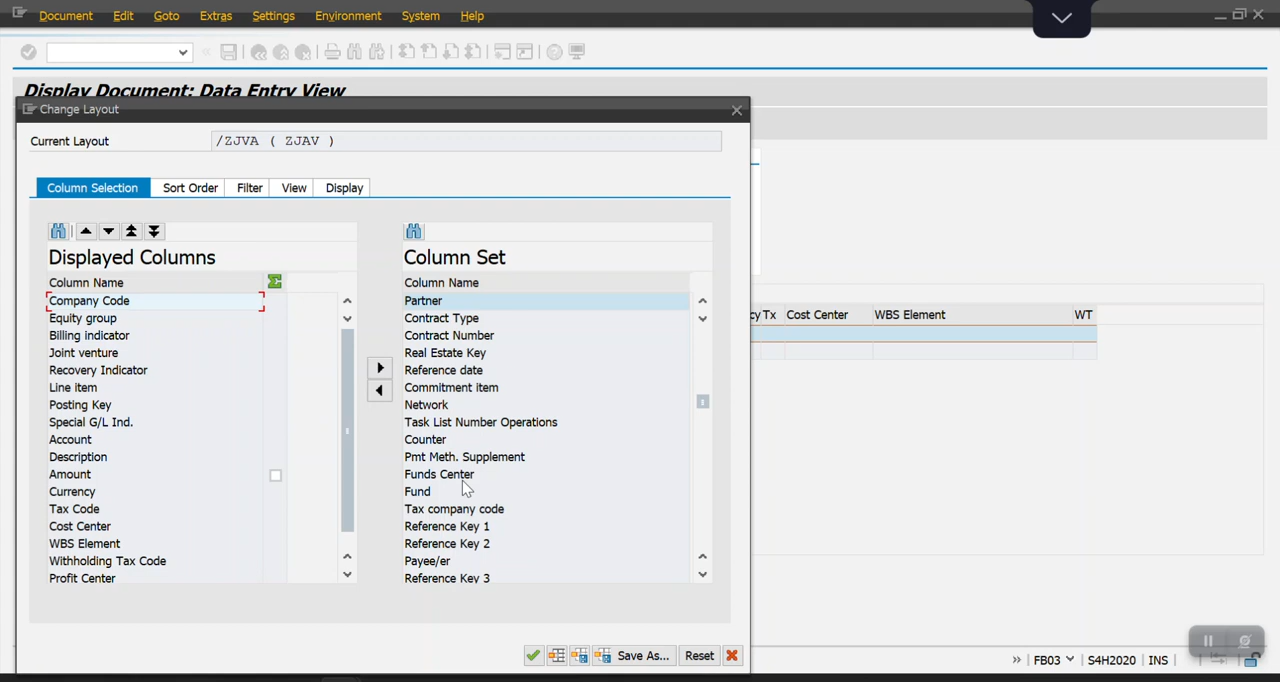 Document Edit Goto Extras Settings Environment System Help
Display Document: Data Entry View
Change Layout
Current Layout /ZJVA ( ZJAV )
Column Selection Sort Order Filter View Display
Displayed Columns Column Set
Column Name Column Name
Company Code Partner
Equity group Contract Type
cy Tx Cost Center WBS Element WT
Billing indicator Contract Number
Joint venture Real Estate Key
Recovery Indicator Reference date
Line item Commitment item
Posting Key Network
Special G/L Ind. Task List Number Operations
Account Counter
Description Pmt Meth. Supplement
Amount Funds Center
Currency Fund
Tax Code Tax company code
Cost Center Reference Key 1
WBS Element Reference Key 2
Withholding Tax Code Payee/er
Profit Center Reference Key 3
Save As... Reset
FB03 S4H2020 INS